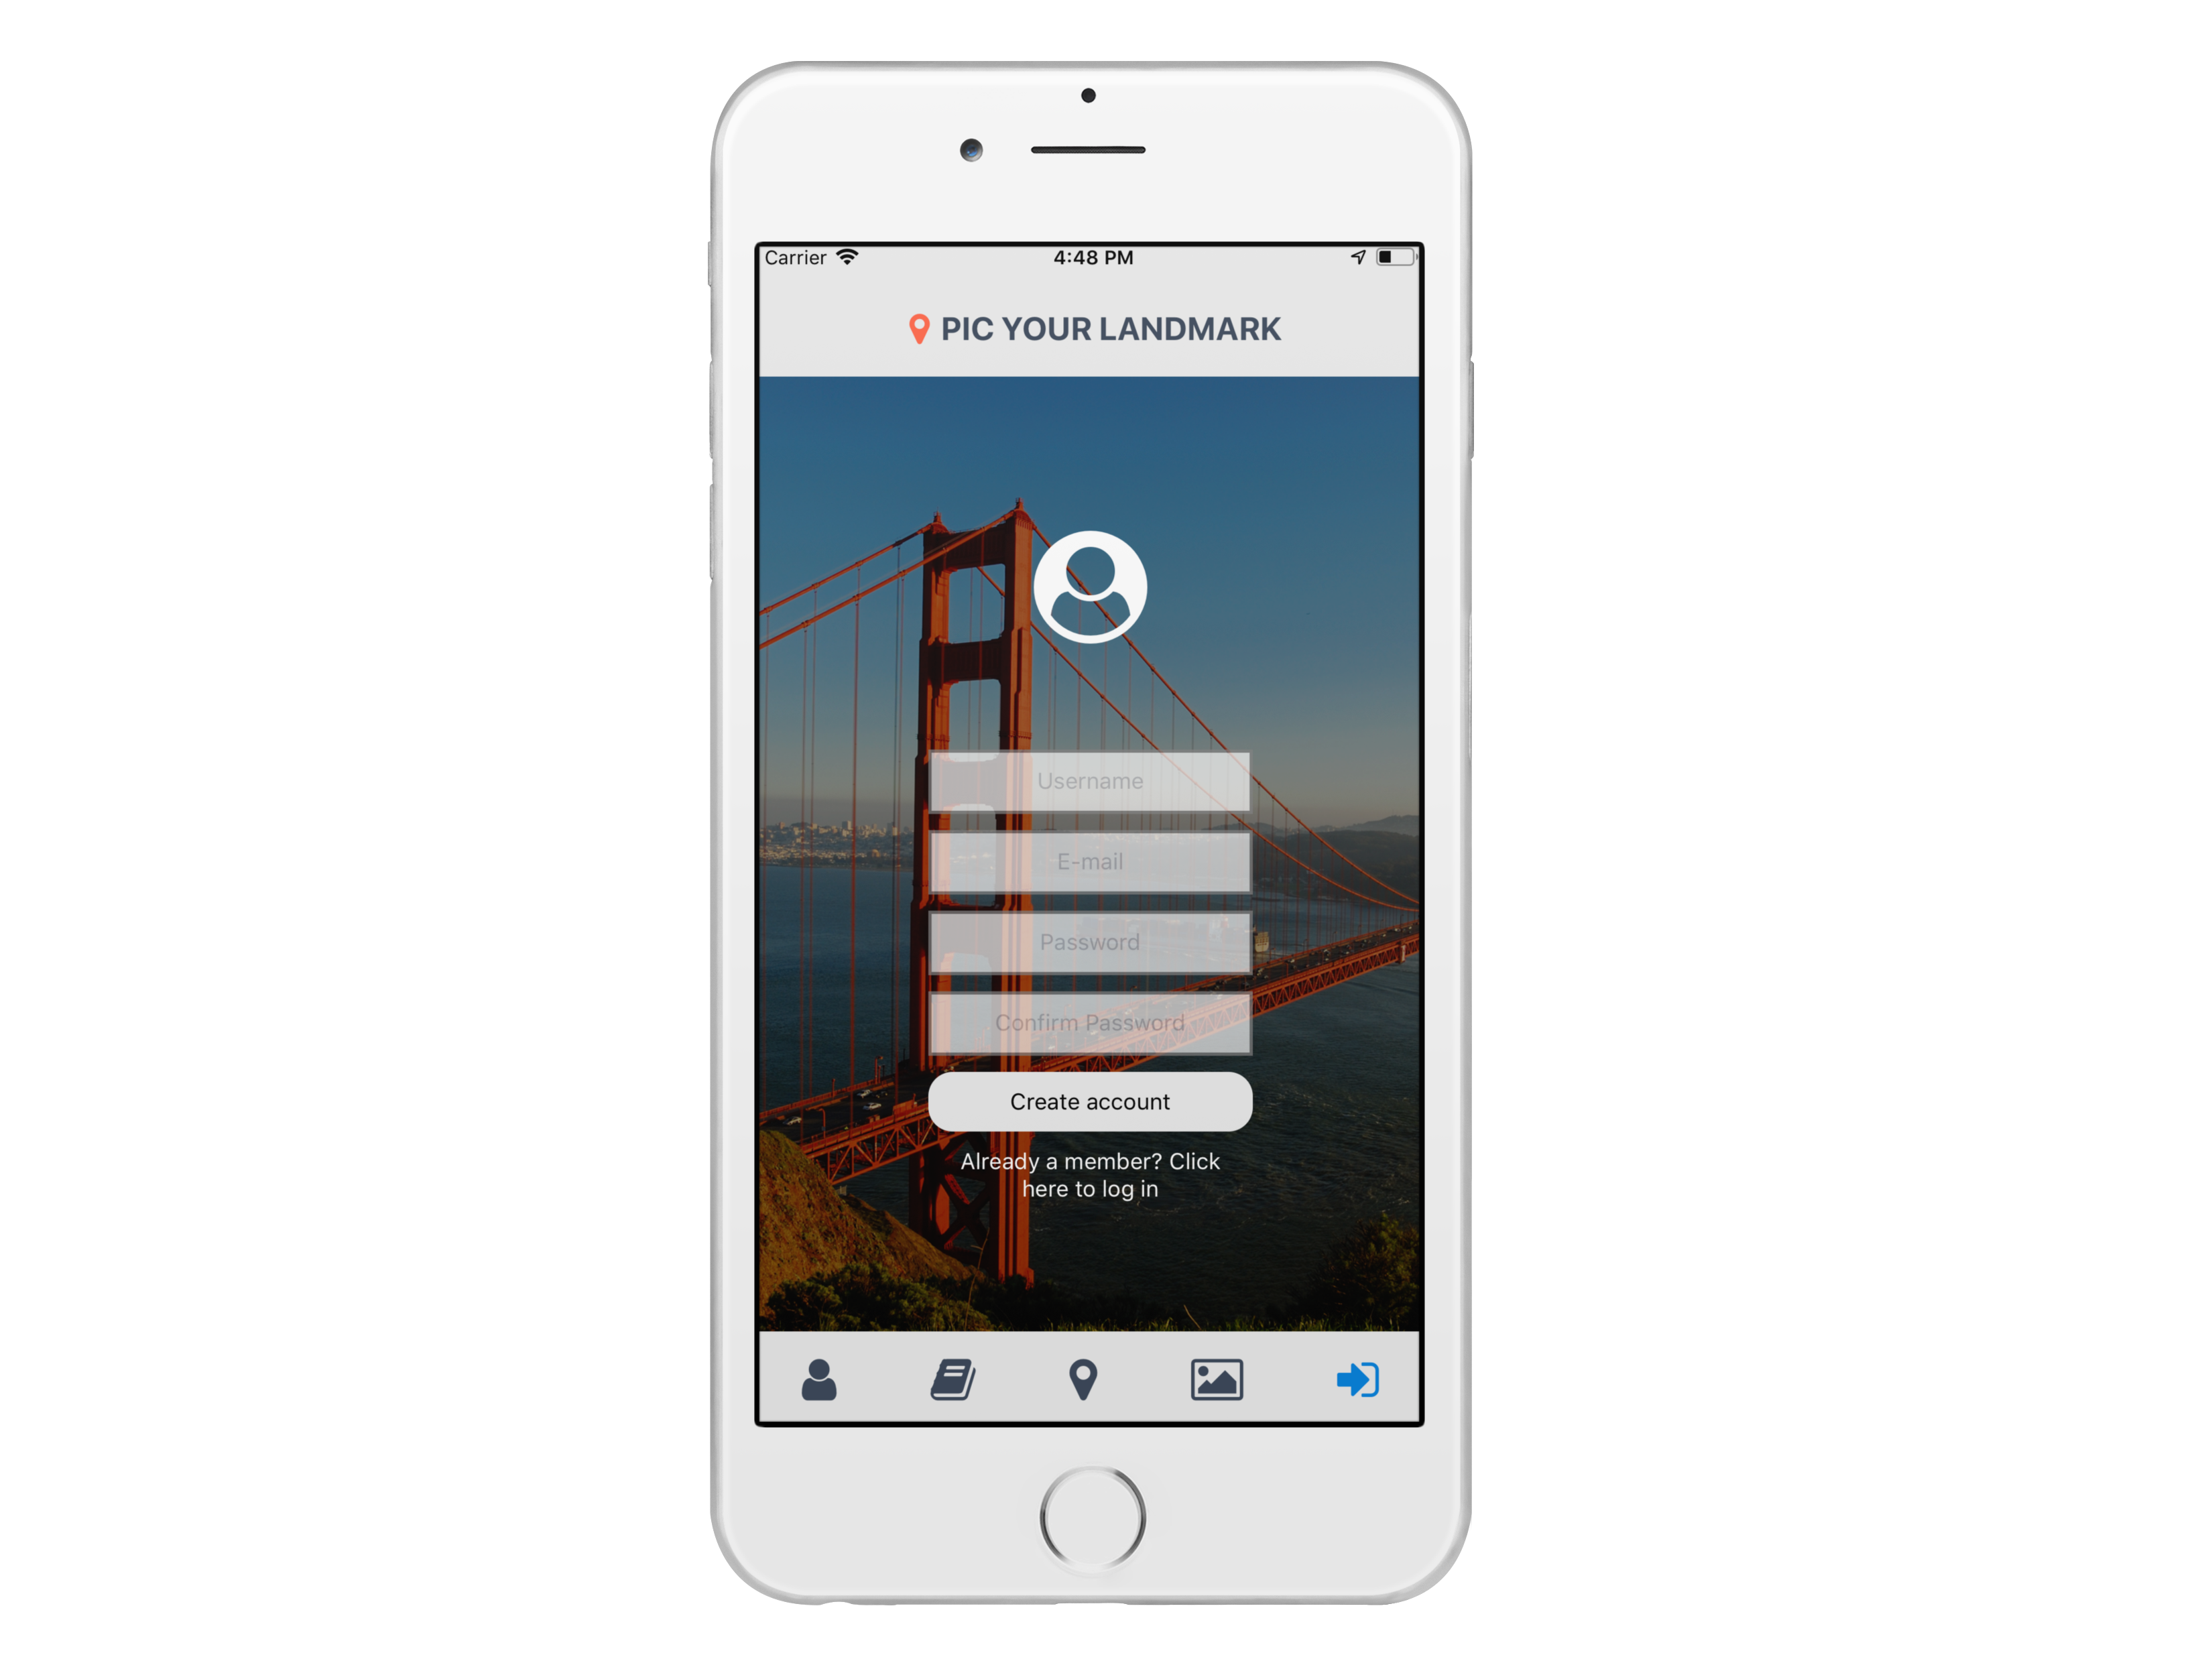 Carrier 4:48 PM
PIC YOUR LANDMARK
Username
E-mail
Password
Confirm Password
Create account
Already a member? Click
here to log in